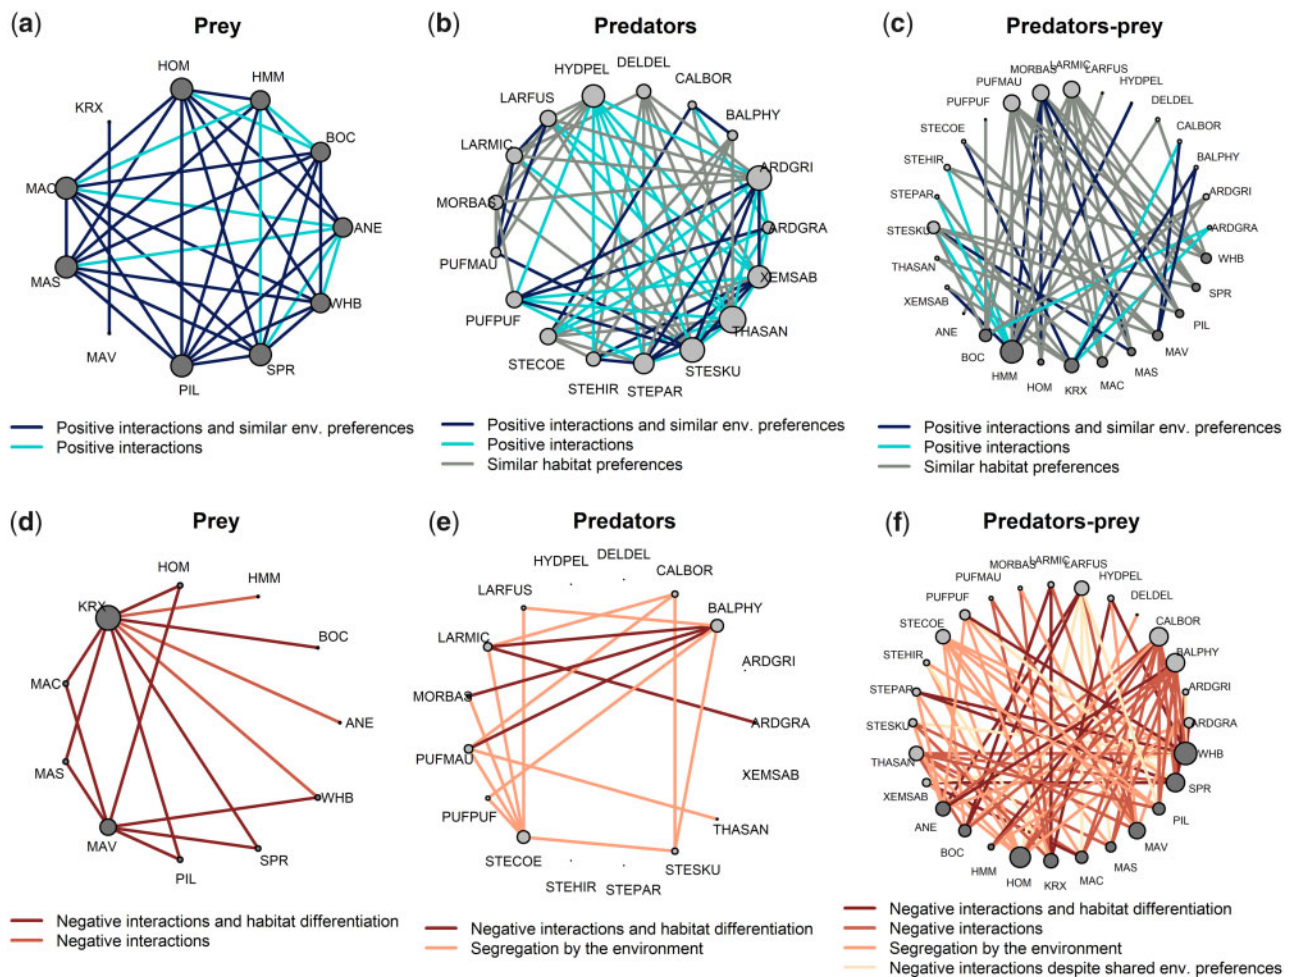 (a) Prey
HOM
HMM
KRX
BOC
MAC
ANE
MAS
WHB
MAV
SPR
PIL
Positive interactions and similar env. preferences
Positive interactions
(b) Predators
DELDEL
HYDPEL
CALBOR
LARFUS
BALPHY
LARMIC
ARDGRI
MORBAS
ARDGRA
PUFMAU
XEMSAB
PUFPUF
THASAN
STECOE
STESKU
STEHIR
STEPAR
Positive interactions and similar env. preferences
Positive interactions
Similar habitat preferences
(c) Predators-prey
LARMIC
LARFUS
MORBAS
HYDPEL
PUFMAU
DELDEL
PUFPUF
CALBOR
STECOE
BALPHY
STEHIR
ARDGRI
STEPAR
ARDGRA
STESKU
WHB
THASAN
SPR
XEMSAB
PIL
ANE
MAV
BOC
MAS
HMM
HOM
KRX
MAC
Positive interactions and similar env. preferences
Positive interactions
Similar habitat preferences
(d) Prey
HOM
HMM
KRX
BOC
MAC
ANE
MAS
WHB
MAV
SPR
PIL
Negative interactions and habitat differentiation
Negative interactions
(e) Predators
DELDEL
HYDPEL
CALBOR
LARFUS
BALPHY
LARMIC
ARDGRI
MORBAS
ARDGRA
PUFMAU
XEMSAB
PUFPUF
THASAN
STECOE
STESKU
STEHIR
STEPAR
Negative interactions and habitat differentiation
Segregation by the environment
(f) Predators-prey
LARMIC
LARFUS
MORBAS
HYDPEL
PUFMAU
DELDEL
PUFPUF
CALBOR
STECOE
BALPHY
STEHIR
ARDGRI
STEPAR
ARDGRA
STESKU
WHB
THASAN
SPR
XEMSAB
PIL
ANE
MAV
BOC
MAS
HMM
MAC
HOM
KRX
Negative interactions and habitat differentiation
Negative interactions
Segregation by the environment
Negative interactions despite shared env. preferences